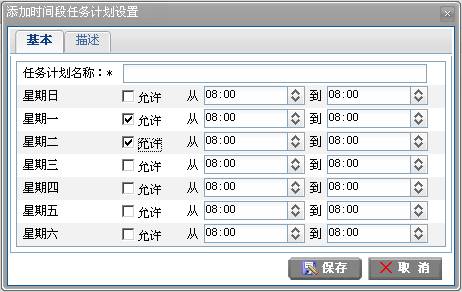 添加时间段任务计划设置
基本 描述
任务计划名称：*
星期日 允许 从 08:00 到 08:00
星期一 允许 从 08:00 到 08:00
星期二 允许 从 08:00 到 08:00
星期三 允许 从 08:00 到 08:00
星期四 允许 从 08:00 到 08:00
星期五 允许 从 08:00 到 08:00
星期六 允许 从 08:00 到 08:00
保存 取 消